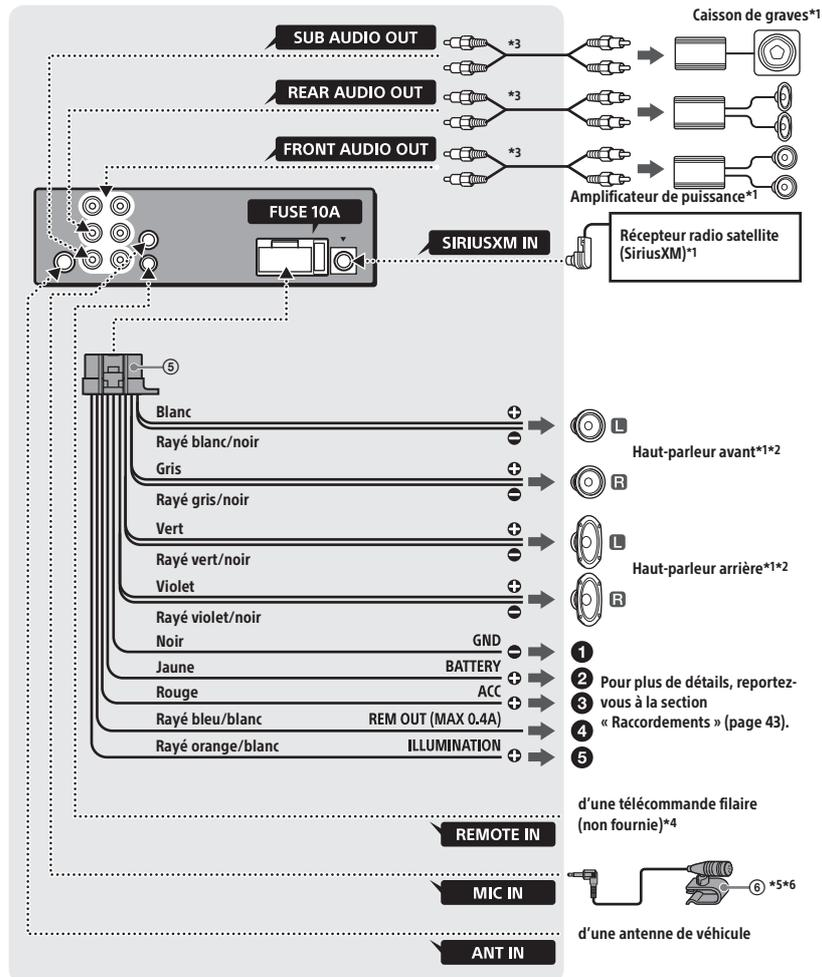 Caisson de graves*1
SUB AUDIO OUT
*3
REAR AUDIO OUT
*3
FRONT AUDIO OUT
*3
Amplificateur de puissance*1
FUSE 10A
SIRIUSXM IN
Récepteur radio satellite
(SiriusXM)*1
⑤
Blanc
Rayé blanc/noir
L
Haut-parleur avant*1*2
Gris
Rayé gris/noir
R
Vert
Rayé vert/noir
L
Haut-parleur arrière*1*2
Violet
Rayé violet/noir
R
Noir GND ❶
Jaune BATTERY ❷
Rouge ACC ❸
Rayé bleu/blanc REM OUT (MAX 0.4A) ❹
Rayé orange/blanc ILLUMINATION ❺
Pour plus de détails, reportez-
vous à la section
« Raccordements » (page 43).
d'une télécommande filaire
(non fournie)*4
REMOTE IN
MIC IN
⑥ *5*6
d'une antenne de véhicule
ANT IN